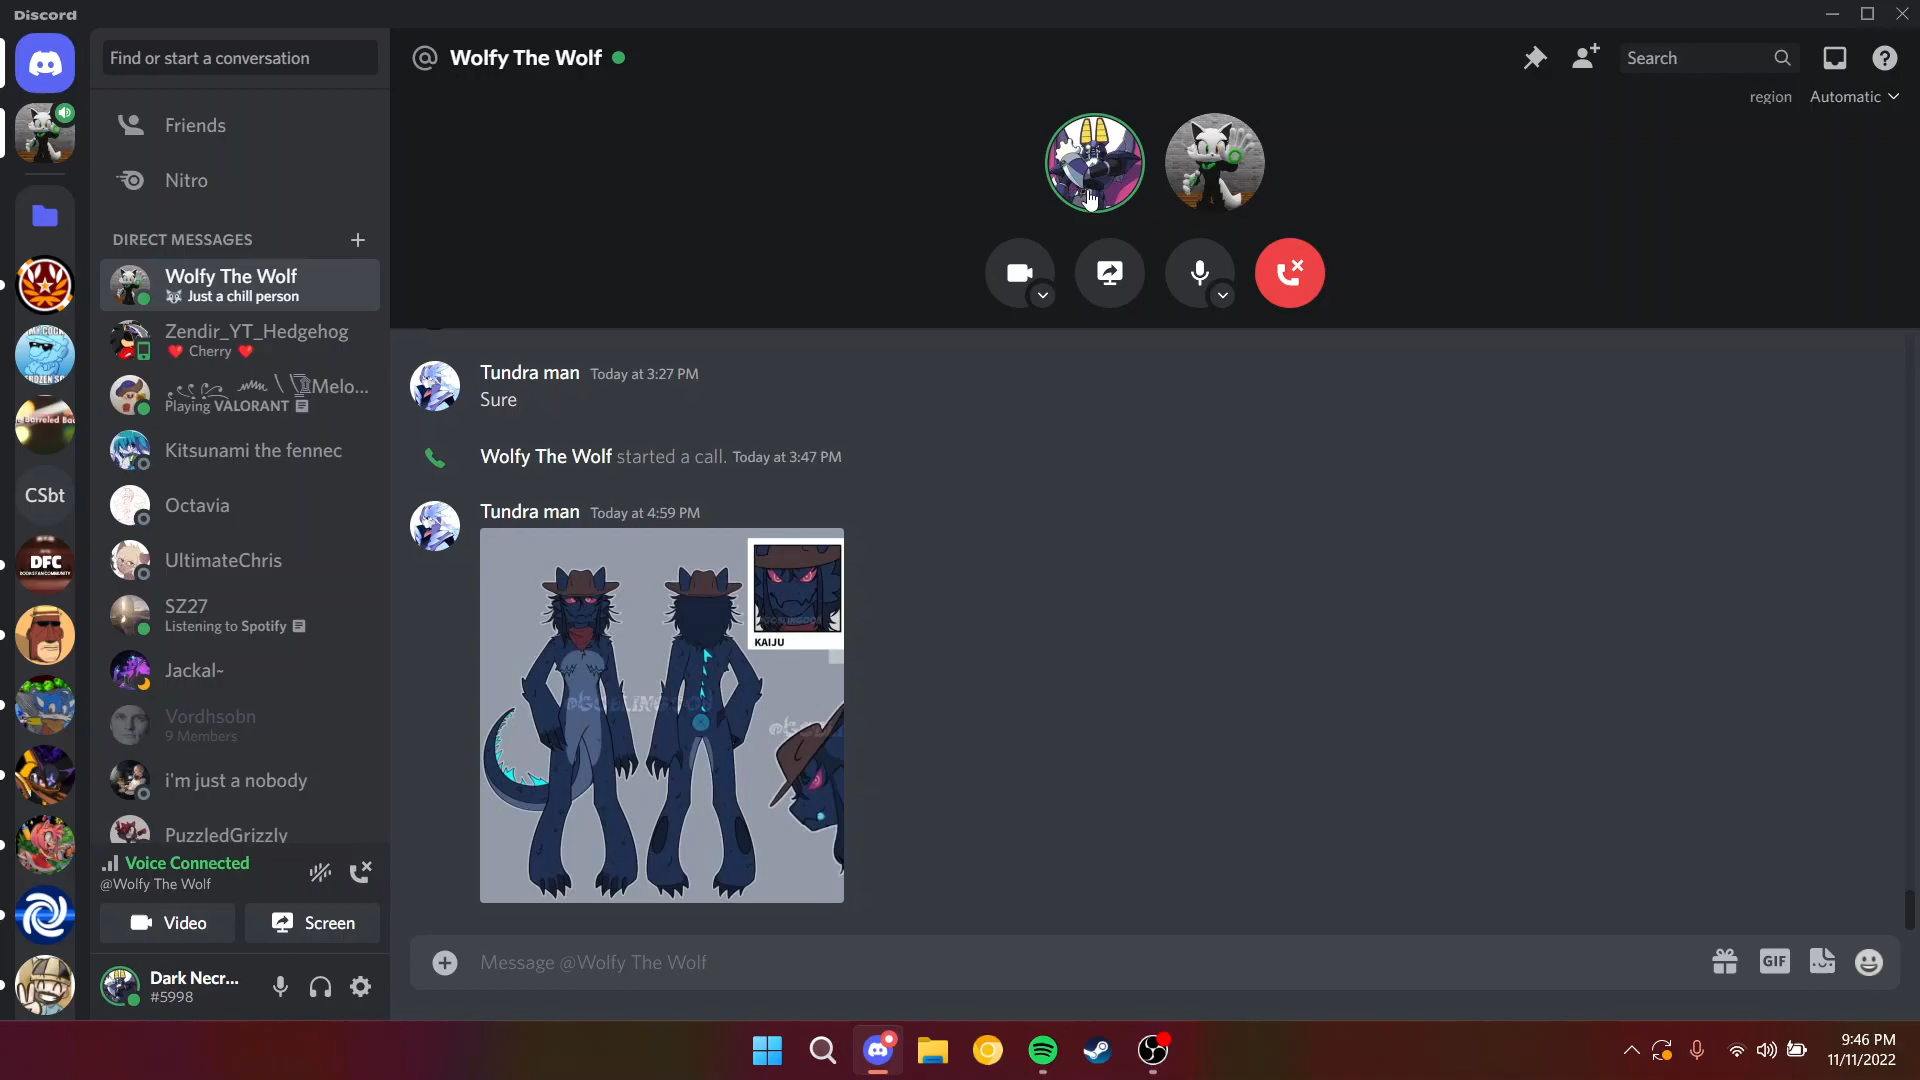 Discord
Find or start a conversation
Wolfy The Wolf
Search
region
Automatic
Friends
Nitro
DIRECT MESSAGES
Wolfy The Wolf
Just a chill person
Zendir_YT_Hedgehog
Cherry
Melo...
Playing VALORANT
Kitsunami the fennec
CSbt
Octavia
UltimateChris
DFC
SZ27
Listening to Spotify
Jackal~
Vordhsobn
9 Members
i'm just a nobody
PuzzledGrizzly
Voice Connected
@Wolfy The Wolf
Video
Screen
Dark Necr...
#5998
Tundra man Today at 3:27 PM
Sure
Wolfy The Wolf started a call. Today at 3:47 PM
Tundra man Today at 4:59 PM
KAIJU
Message @Wolfy The Wolf
GIF
9:46 PM
11/11/2022